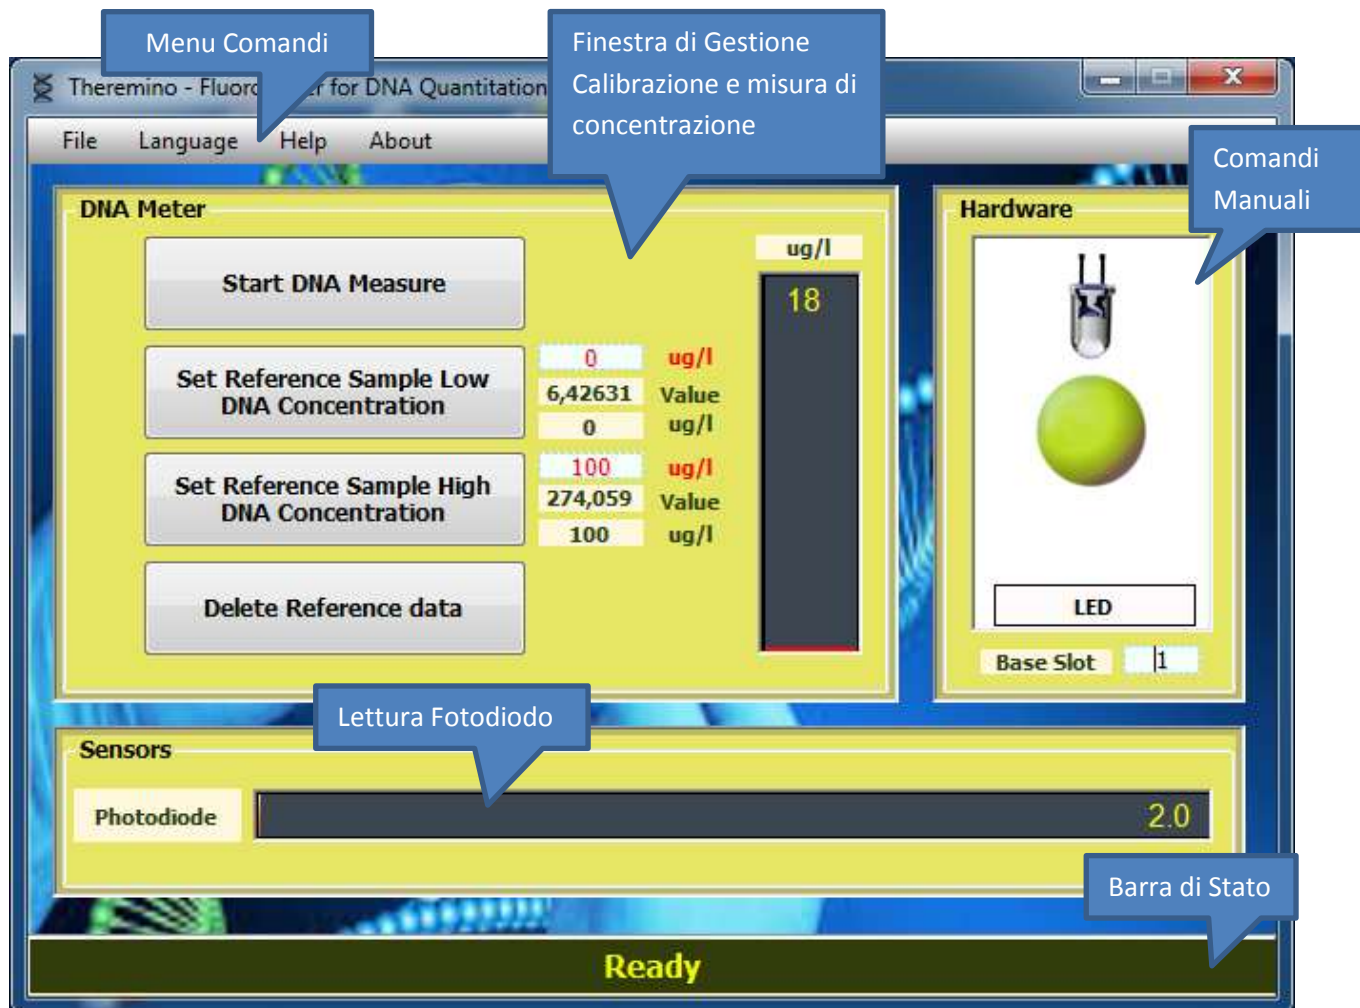 Menu Comandi
Finestra di Gestione
Calibrazione e misura di
concentrazione
Theremino - Fluoro er for DNA Quantitation
File Language Help About
Comandi
Manuali
DNA Meter
Start DNA Measure
ug/l
18
Set Reference Sample Low
DNA Concentration
0 ug/l
6,42631 Value
0 ug/l
Set Reference Sample High
DNA Concentration
100 ug/l
274,059 Value
100 ug/l
Delete Reference data
Hardware
LED
Base Slot 1
Lettura Fotodiodo
Sensors
Photodiode 2.0
Barra di Stato
Ready